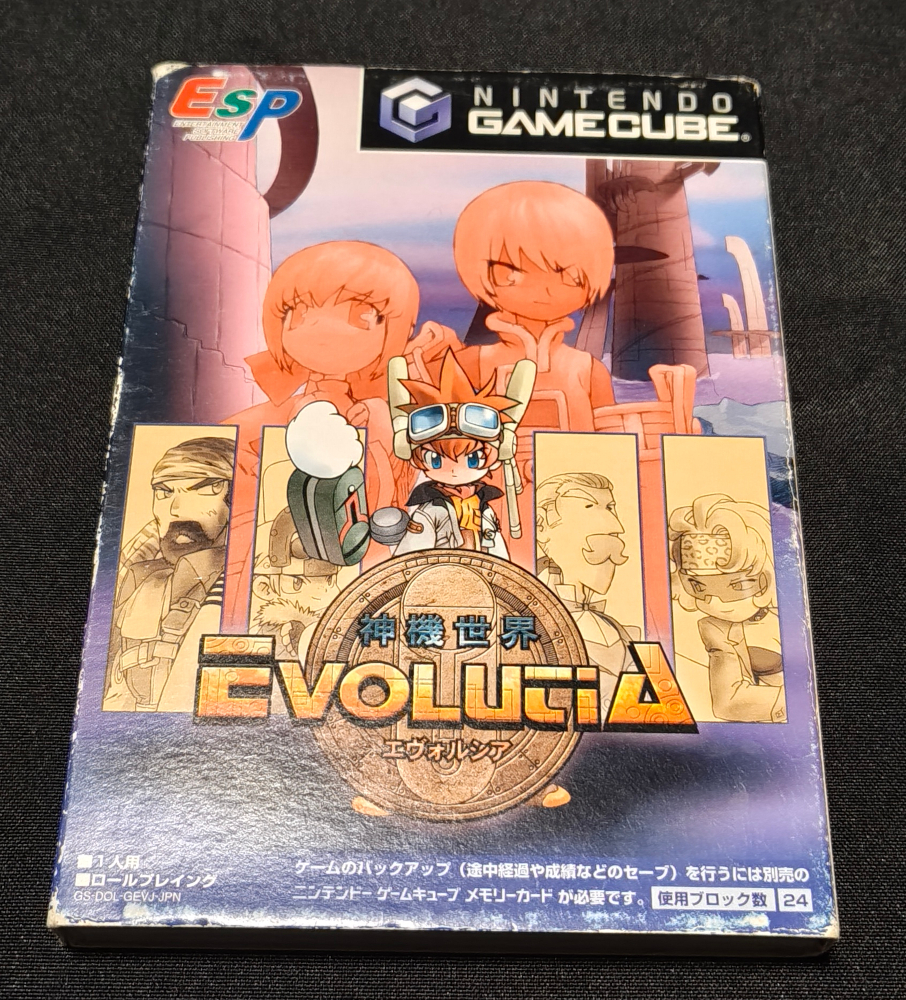 ESP
ENTERTAINMENT
SOFTWARE
PUBLISHING
NINTENDO
GAMECUBE®
神機世界
EVOLUTIA
エヴォルシア
■1人用
■ロールプレイング
GS-DOL-GEVJ-JPN
ゲームのバックアップ（途中経過や成績などのセーブ）を行うには別売の
ニンテンドーゲームキューブ メモリーカード が必要です。 使用ブロック数 24